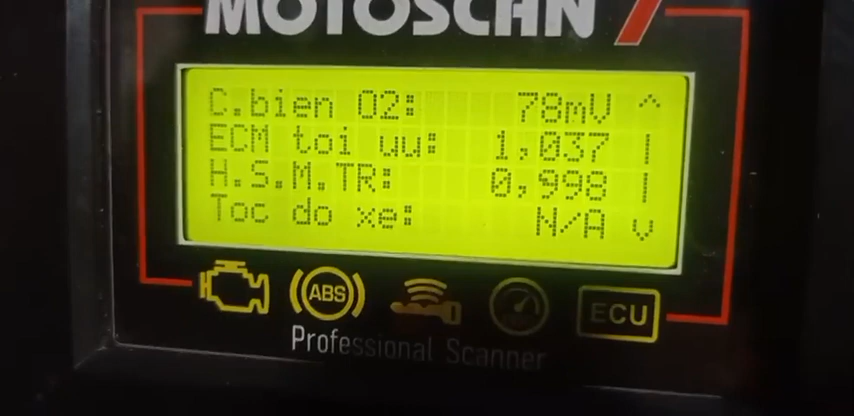 MOTOSCAN 7
C.bien O2: 78mV ^
ECM toi uu: 1,037 |
H.S.M.TR: 0,998 |
Toc do xe: N/A v
ABS ECU
Professional Scanner